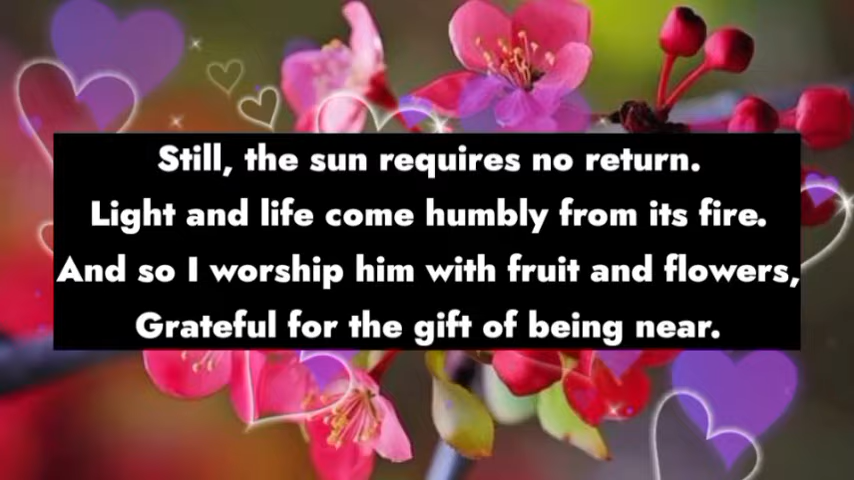 Still, the sun requires no return.
Light and life come humbly from its fire.
And so I worship him with fruit and flowers,
Grateful for the gift of being near.